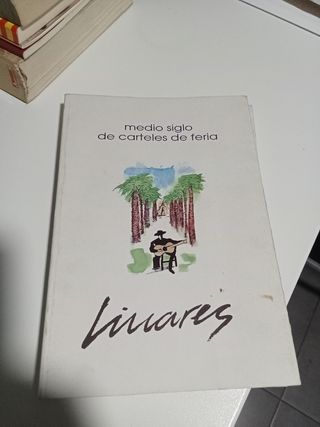 medio siglo
de carteles de feria
Linares